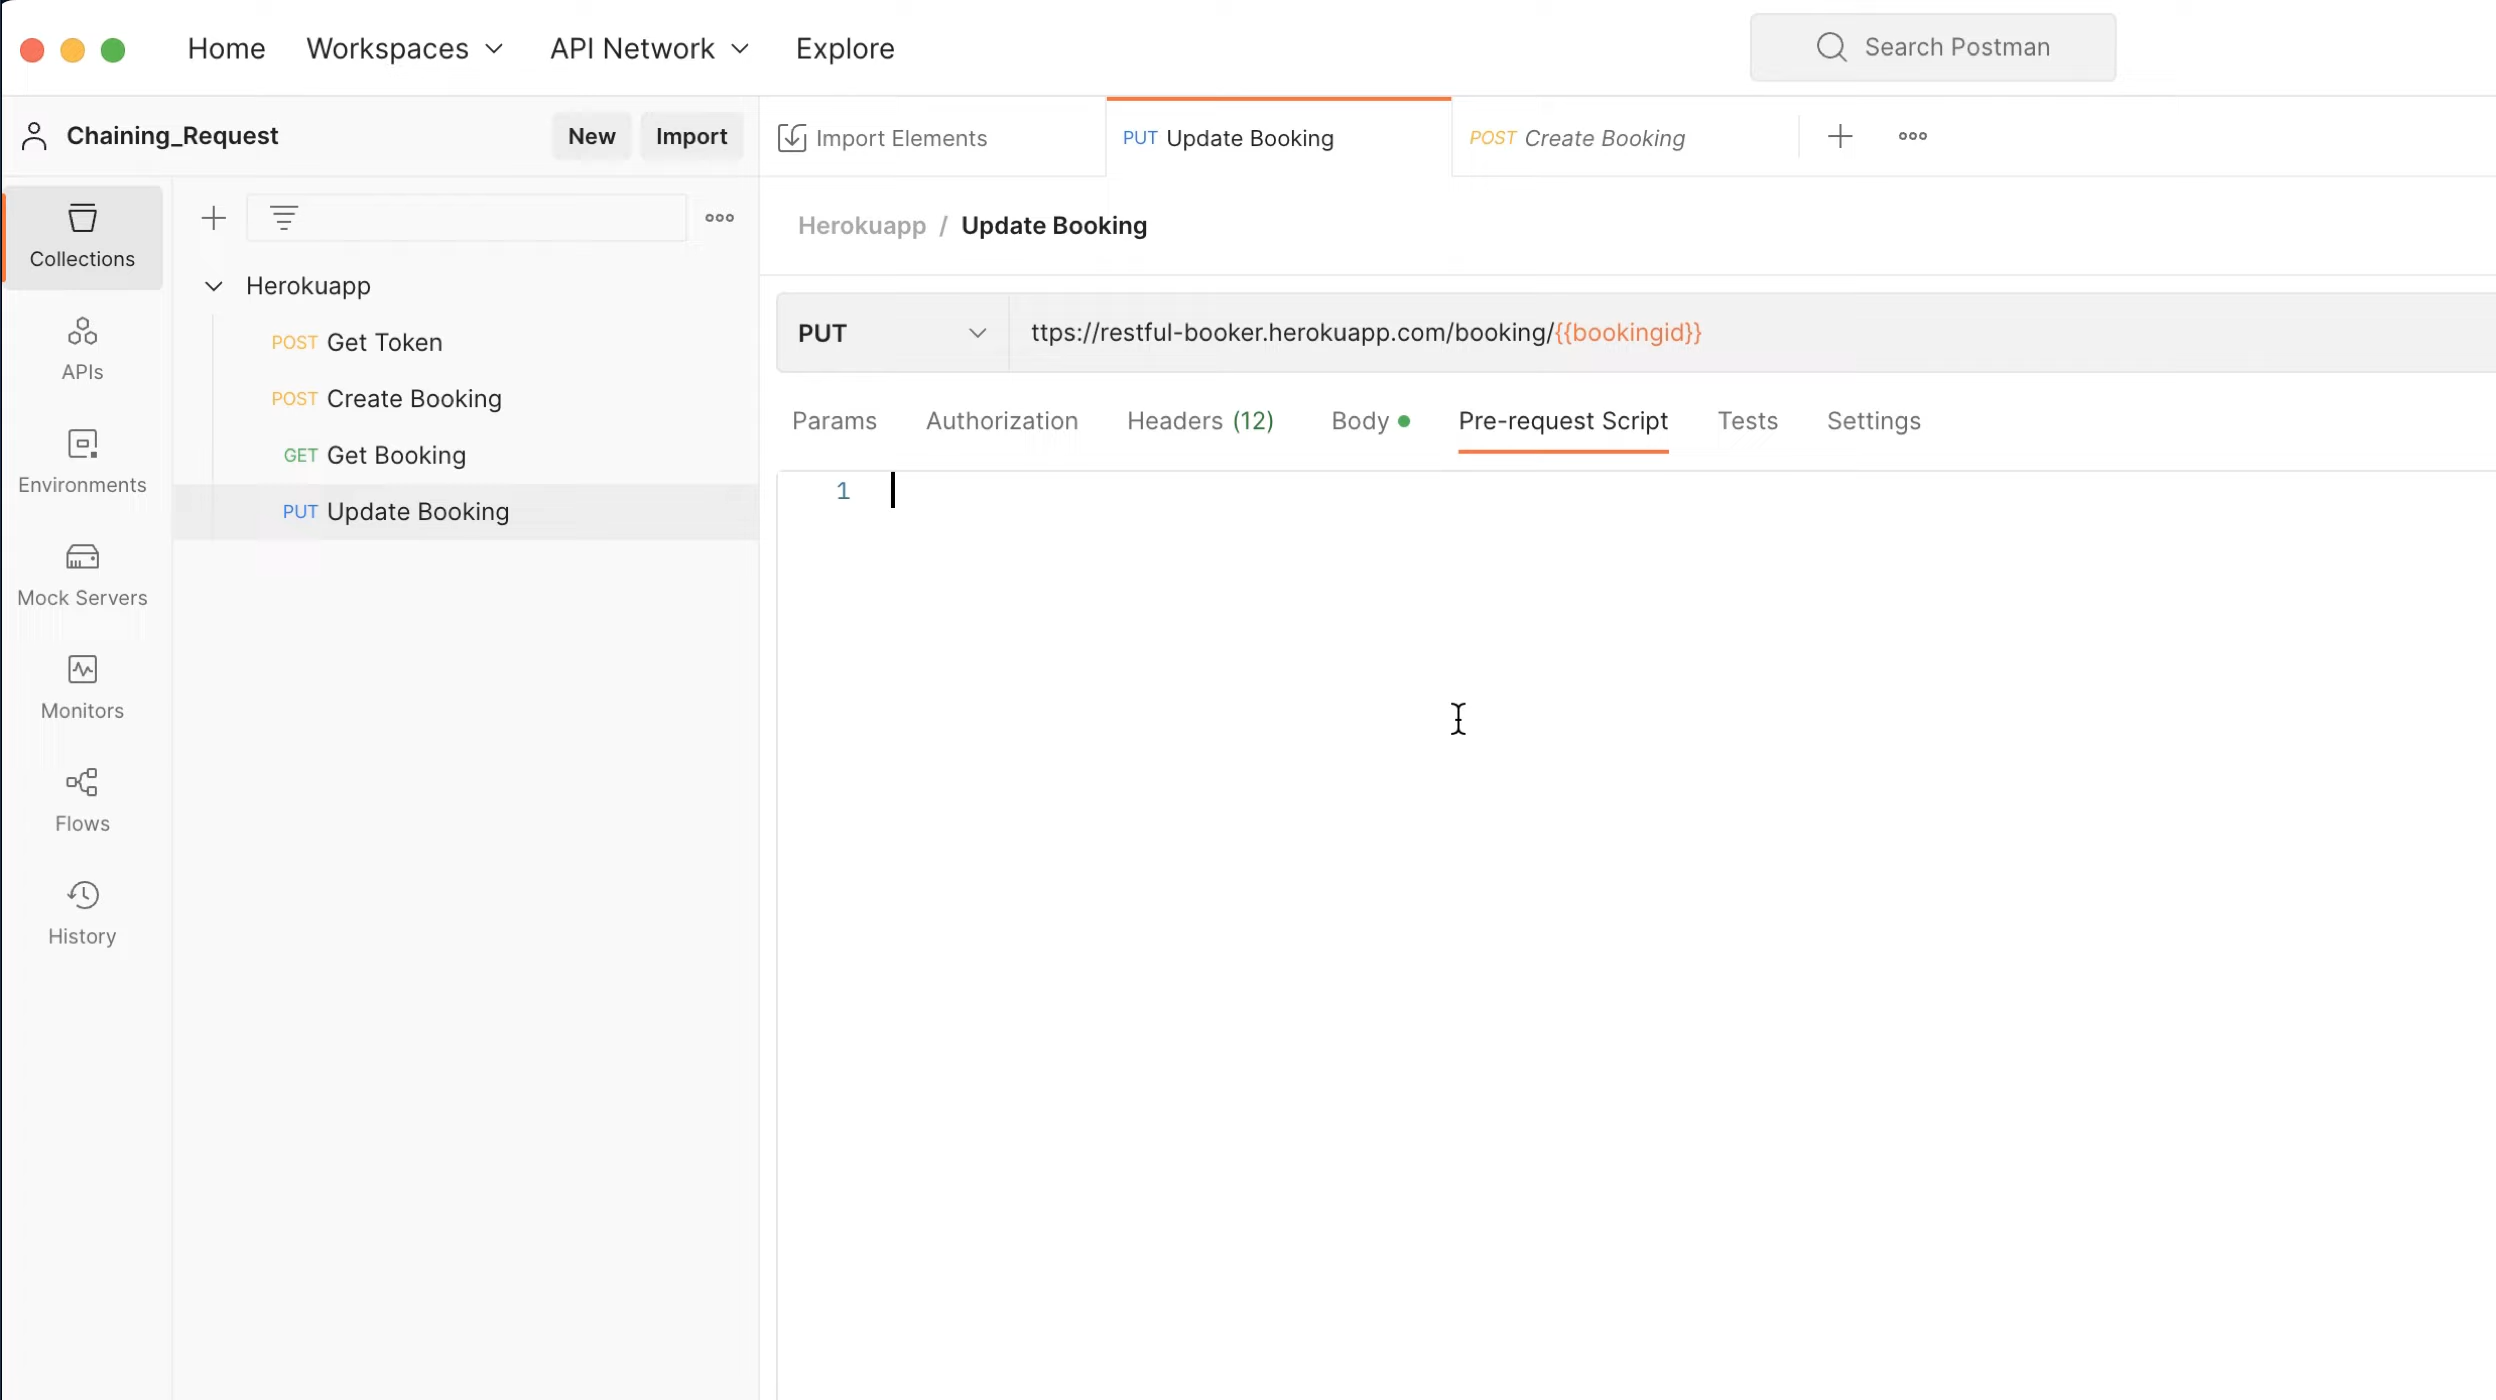 Home Workspaces API Network Explore Search Postman
Chaining_Request New Import
Import Elements PUT Update Booking POST Create Booking
Collections
APIs
Environments
Mock Servers
Monitors
Flows
History
Herokuapp
POST Get Token
POST Create Booking
GET Get Booking
PUT Update Booking
Herokuapp / Update Booking
PUT ttps://restful-booker.herokuapp.com/booking/{{bookingid}}
Params Authorization Headers (12) Body Pre-request Script Tests Settings
1